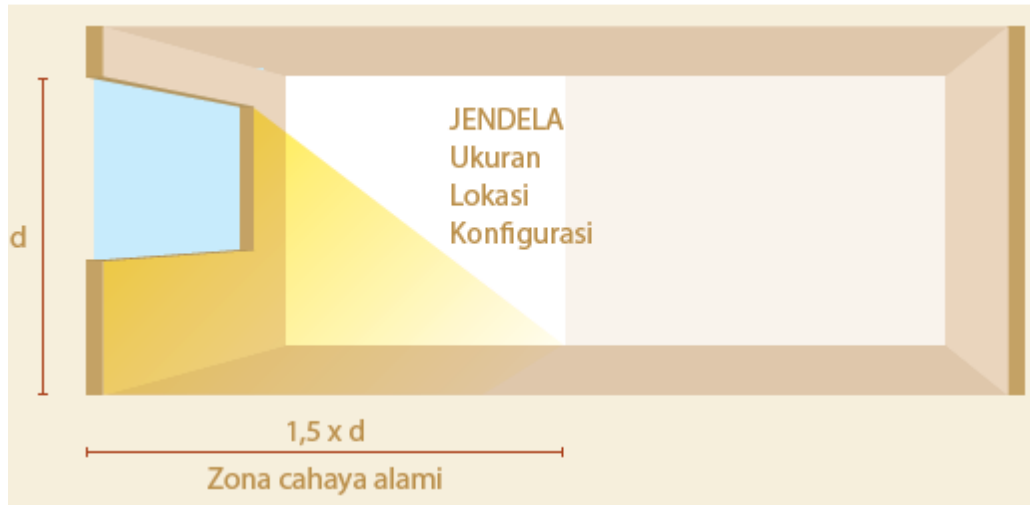 JENDELA
Ukuran
Lokasi
Konfigurasi
d
1,5 x d
Zona cahaya alami